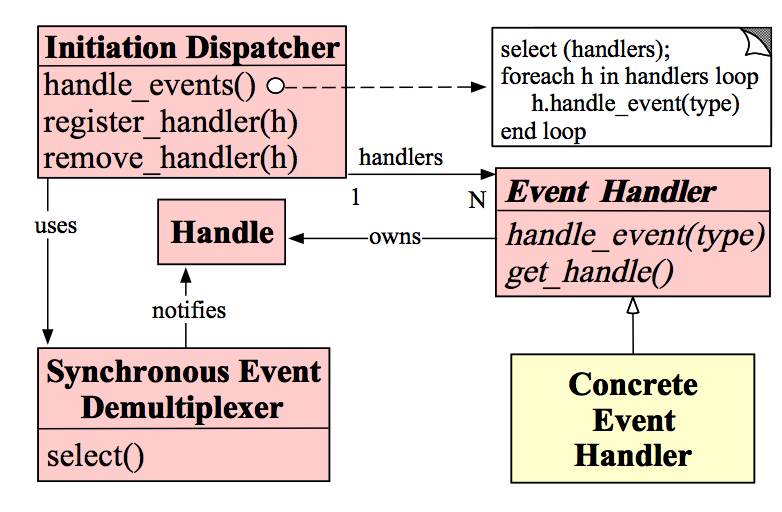 Initiation Dispatcher
handle_events()
register_handler(h)
remove_handler(h)
select (handlers);
foreach h in handlers loop
h.handle_event(type)
end loop
handlers
1
N
Event Handler
handle_event(type)
get_handle()
uses
Handle
owns
notifies
Synchronous Event
Demultiplexer
select()
Concrete
Event
Handler